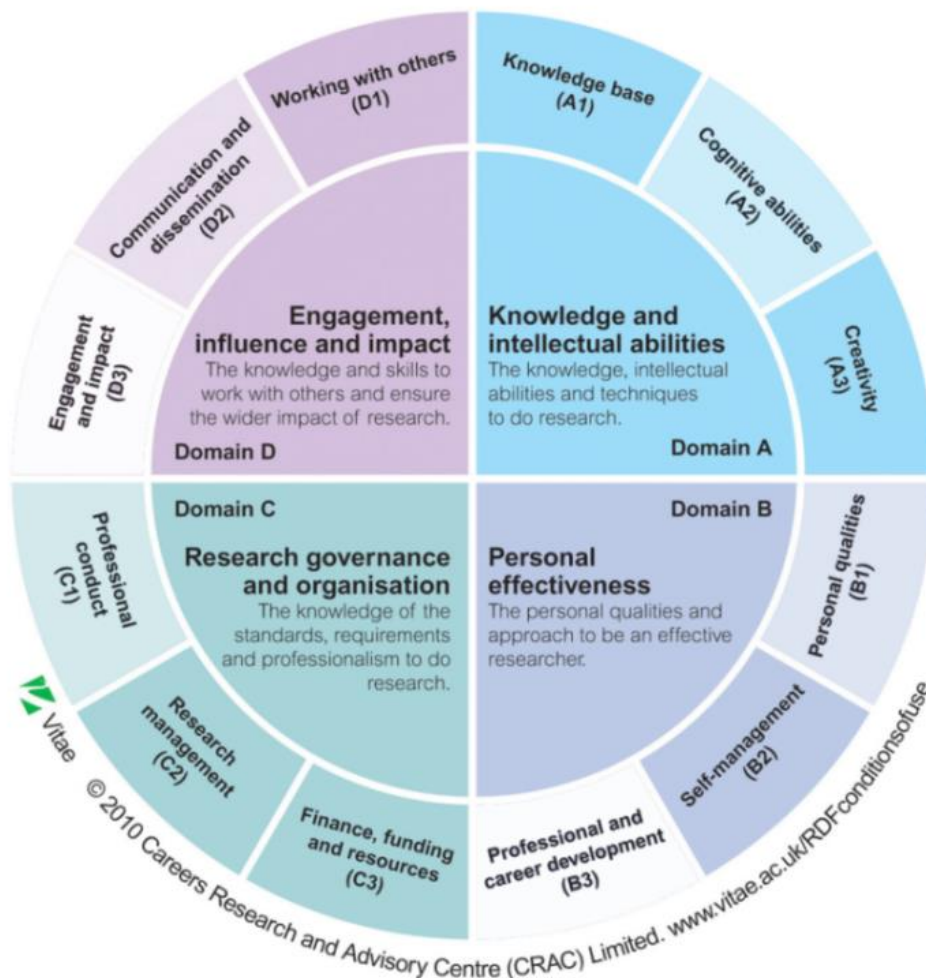 Working with others
(D1)
Knowledge base
(A1)
Communication and
dissemination
(D2)
Cognitive abilities
(A2)
Engagement
and impact
(D3)
Creativity
(A3)
Engagement,
influence and impact
The knowledge and skills to
work with others and ensure
the wider impact of research.
Domain D
Knowledge and
intellectual abilities
The knowledge, intellectual
abilities and techniques
to do research.
Domain A
Domain C
Research governance
and organisation
The knowledge of the
standards, requirements
and professionalism to do
research.
Domain B
Personal
effectiveness
The personal qualities and
approach to be an effective
researcher.
Professional
conduct
(C1)
Personal qualities
(B1)
Research
management
(C2)
Self-management
(B2)
Finance, funding
and resources
(C3)
Professional and
career development
(B3)
Vitae
© 2010 Careers Research and Advisory Centre (CRAC) Limited. www.vitae.ac.uk/RDFconditionsofuse